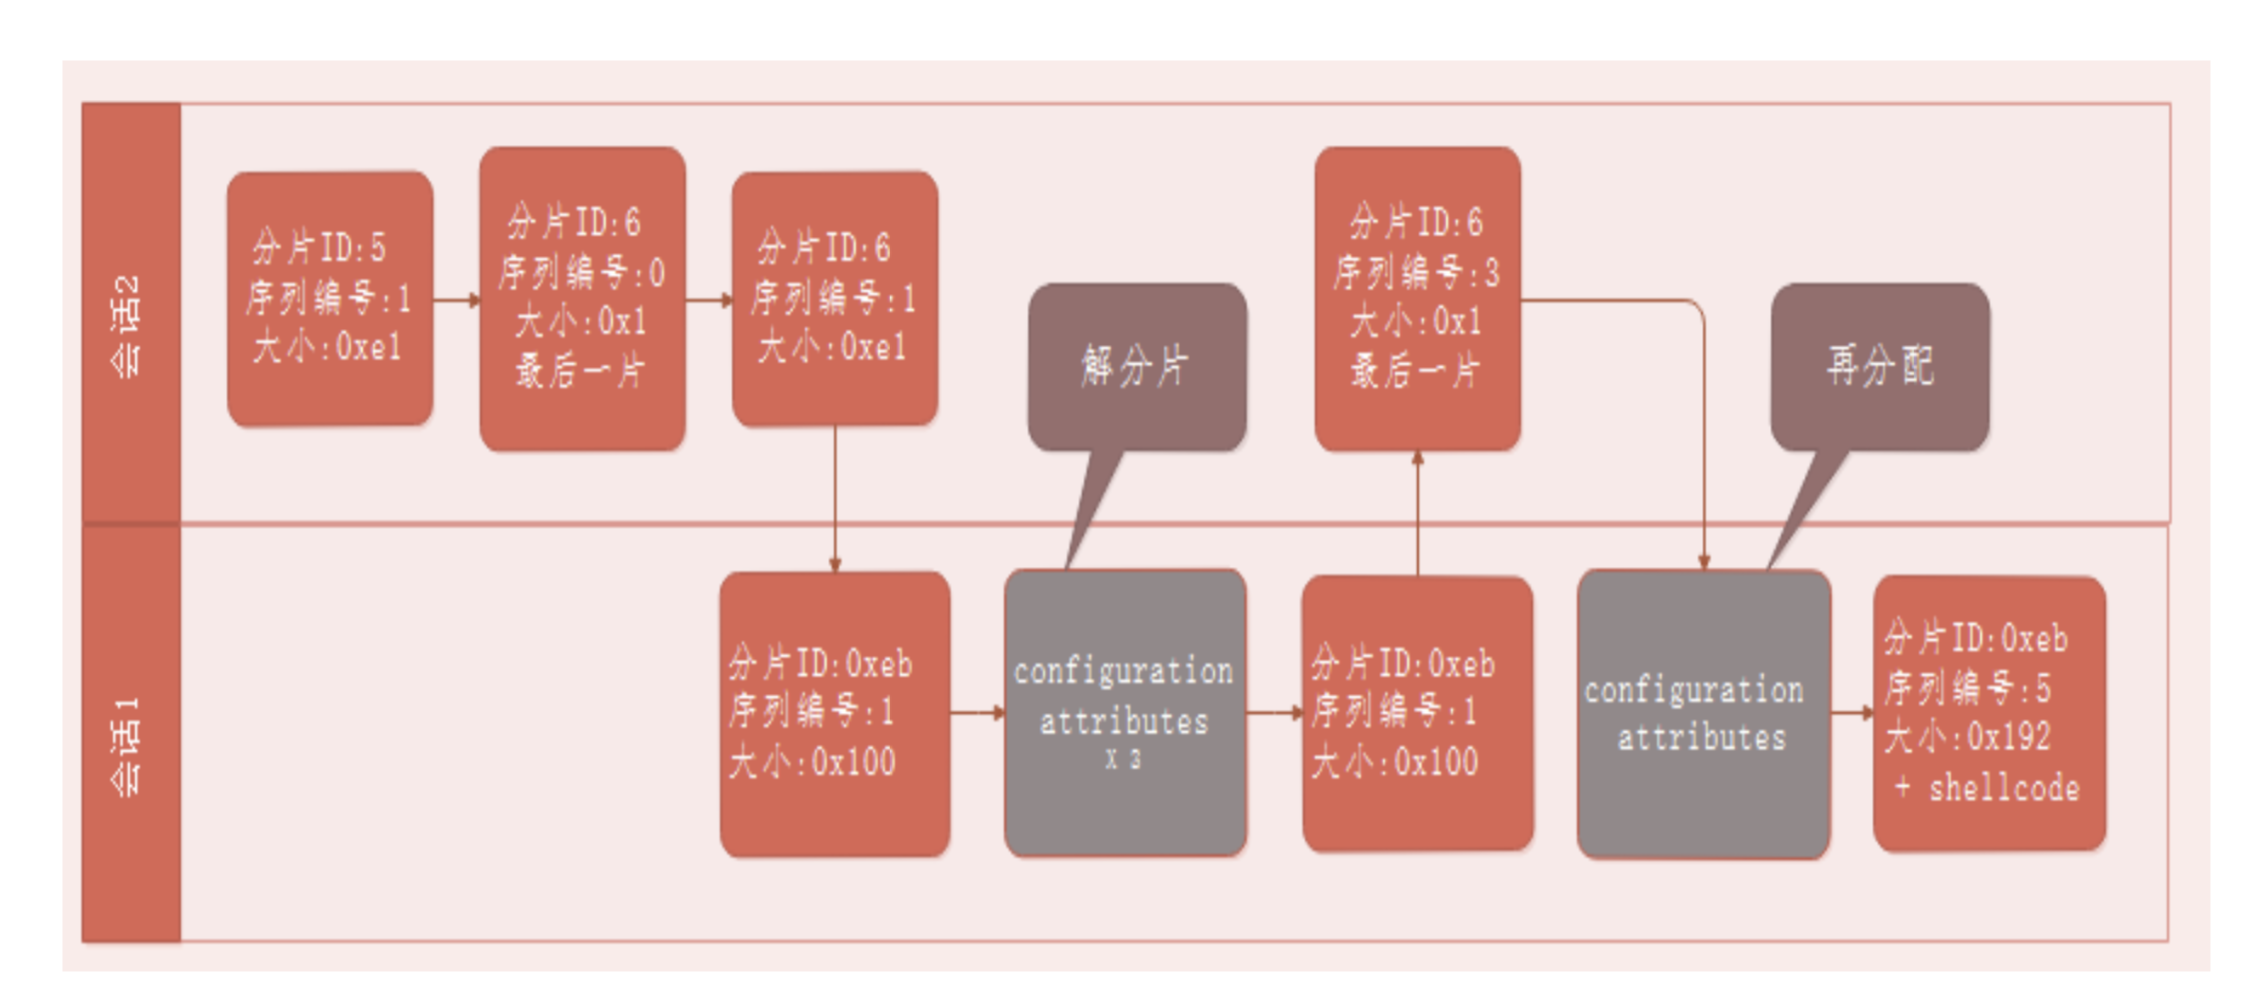 会话2
分片ID:5
序列编号:1
大小:0xe1
分片ID:6
序列编号:0
大小:0x1
最后一片
分片ID:6
序列编号:1
大小:0xe1
解分片
分片ID:6
序列编号:3
大小:0x1
最后一片
再分配
会话1
分片ID:0xeb
序列编号:1
大小:0x100
configuration
attributes
X 3
分片ID:0xeb
序列编号:1
大小:0x100
configuration
attributes
分片ID:0xeb
序列编号:5
大小:0x192
+ shellcode